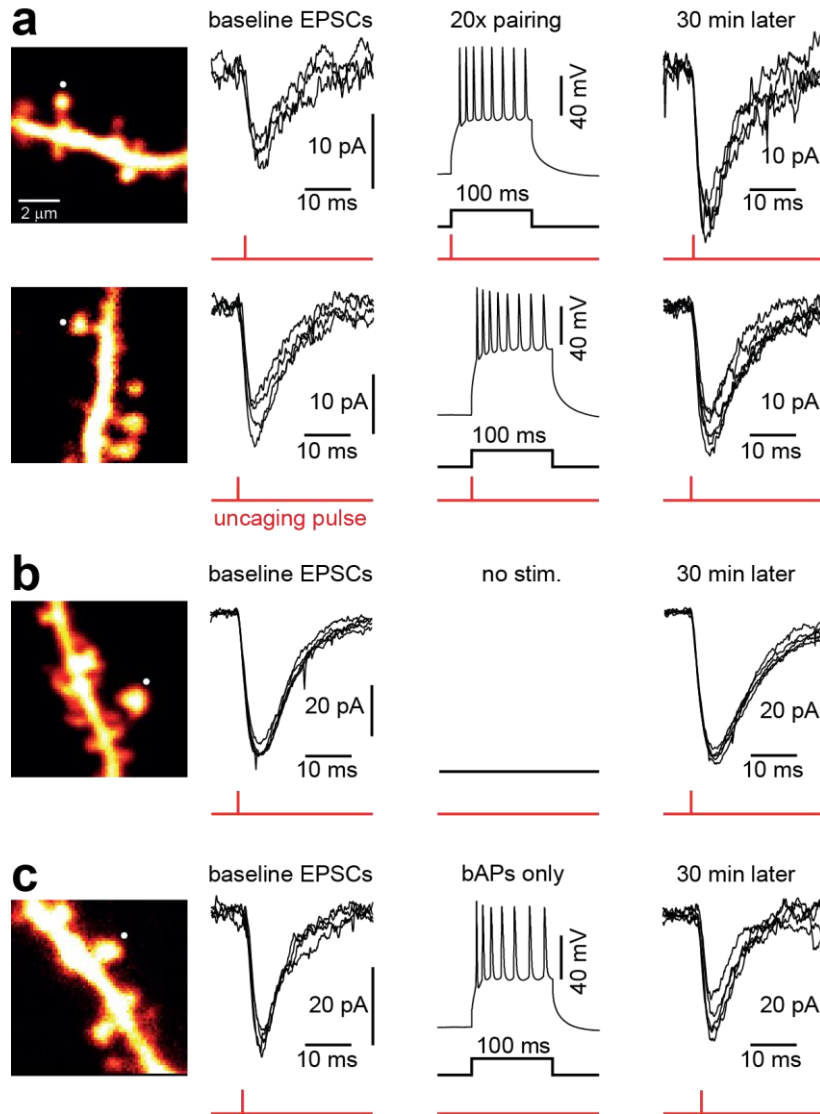 a
baseline EPSCs
20x pairing
30 min later
2 μm
10 pA
10 ms
40 mV
100 ms
10 pA
10 ms
10 pA
10 ms
40 mV
100 ms
10 pA
10 ms
uncaging pulse
b
baseline EPSCs
no stim.
30 min later
20 pA
10 ms
20 pA
10 ms
c
baseline EPSCs
bAPs only
30 min later
20 pA
10 ms
40 mV
100 ms
20 pA
10 ms